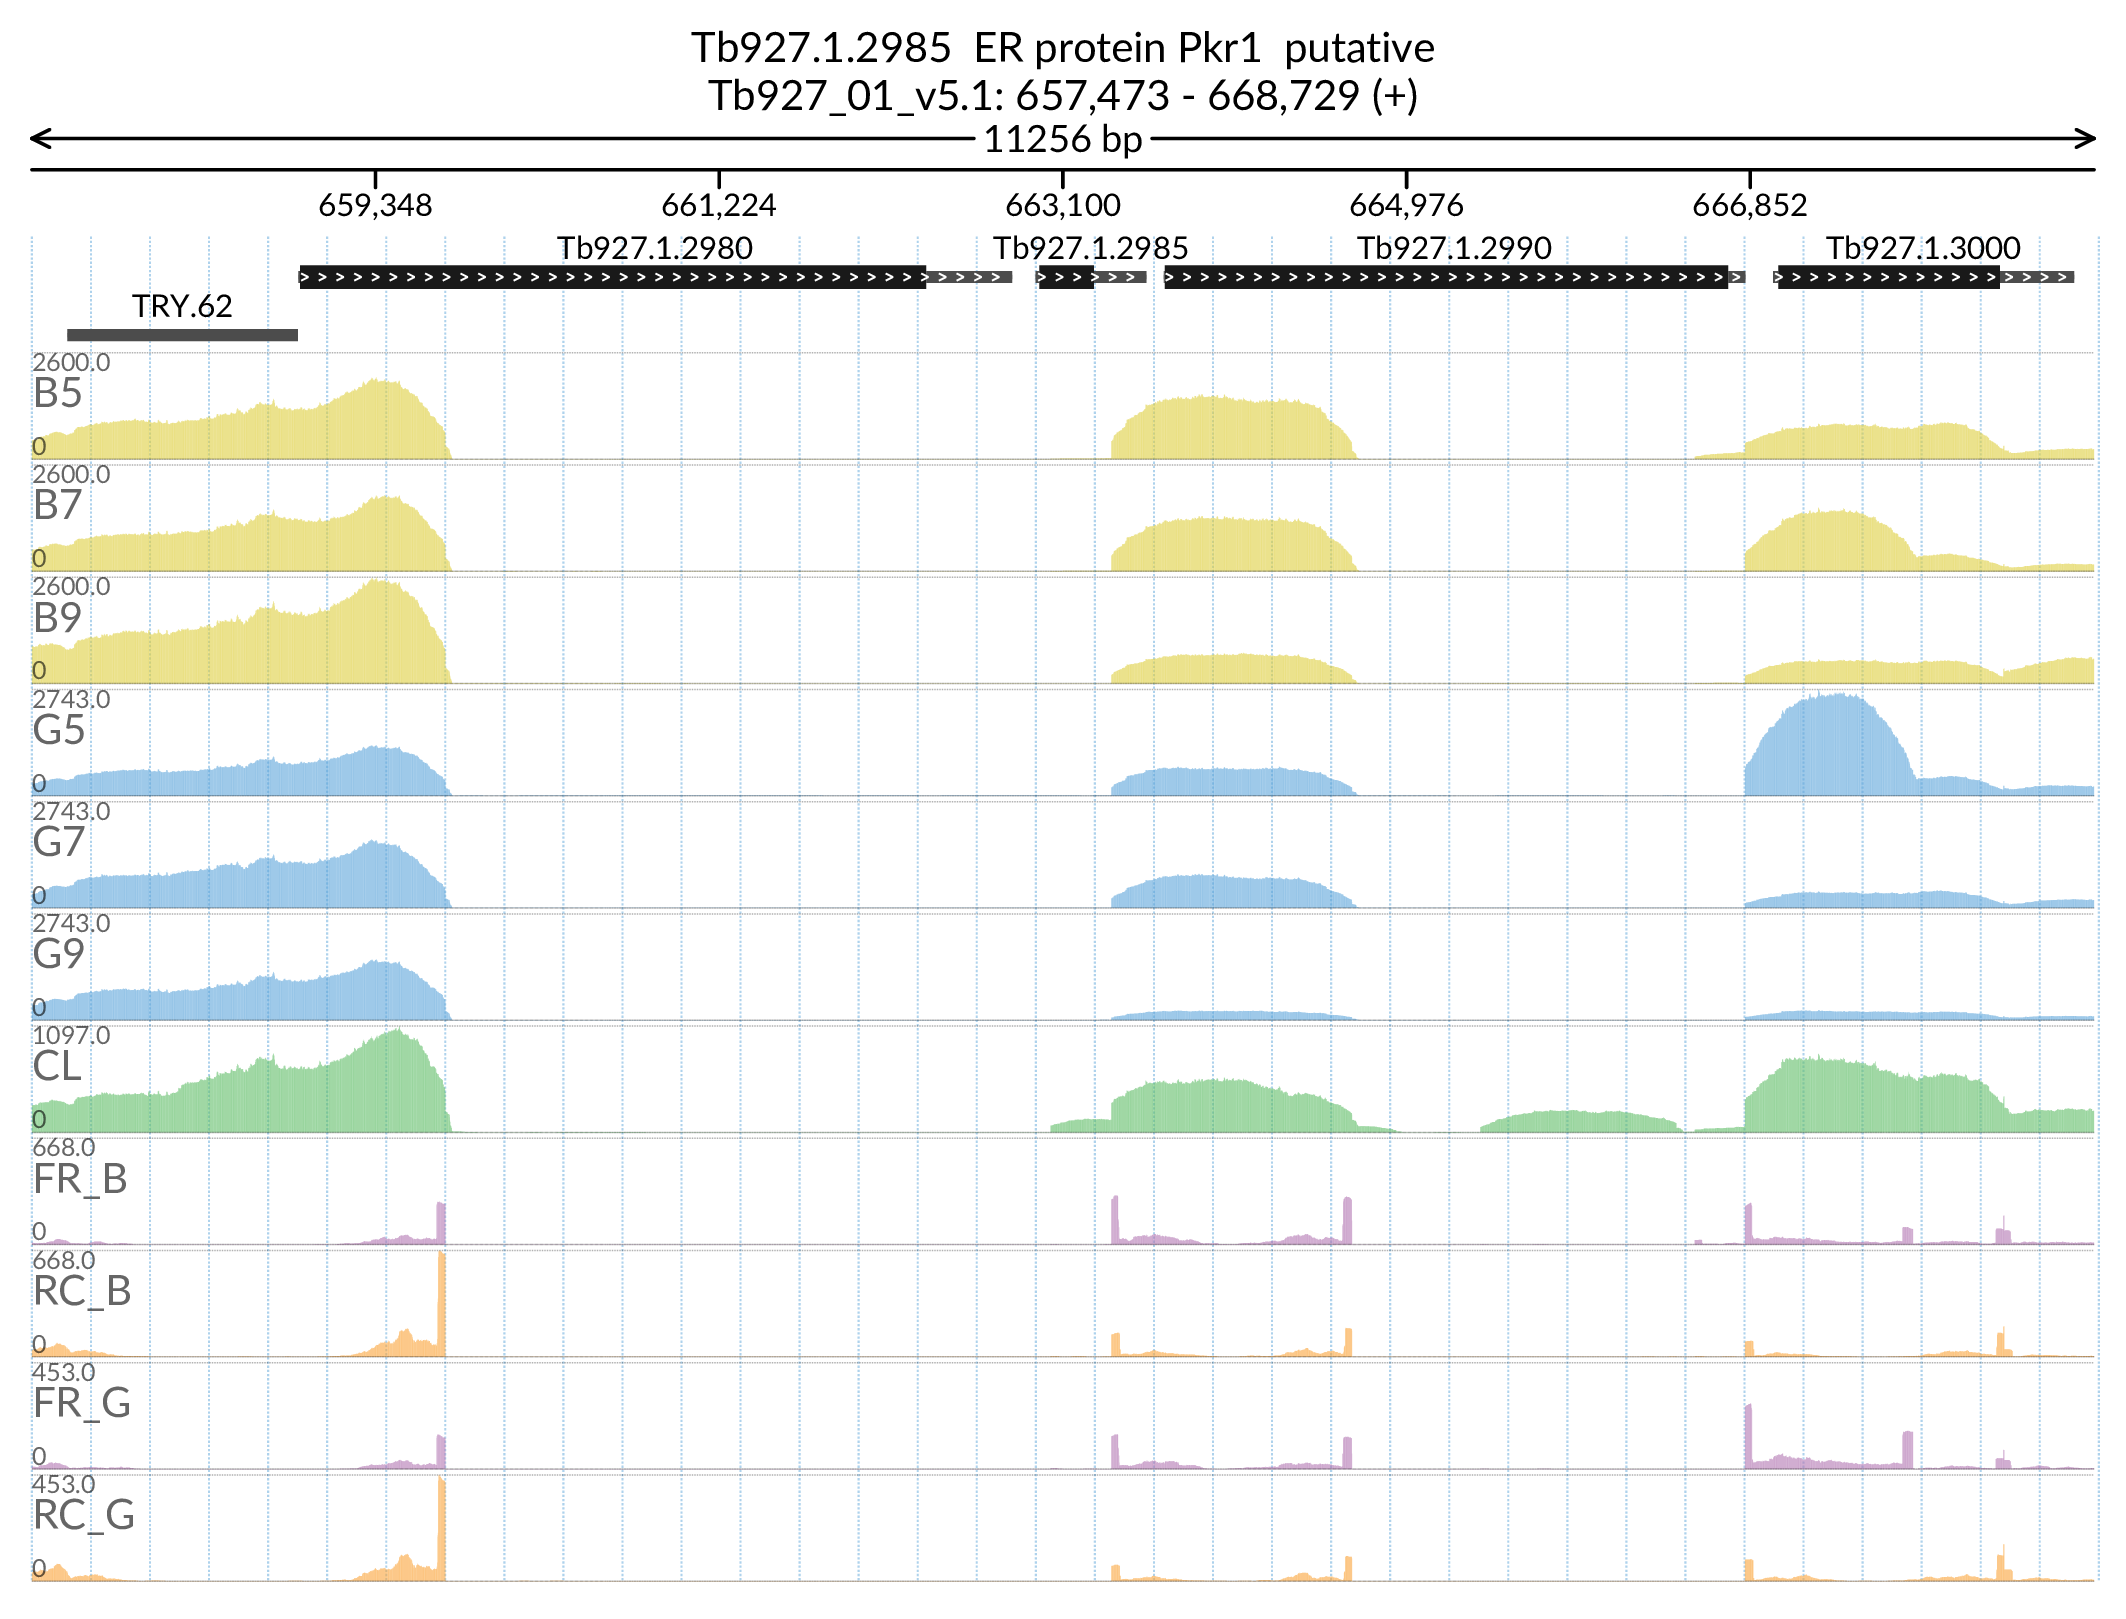 Tb927.1.2985  ER protein Pkr1  putative
Tb927_01_v5.1: 657,473 - 668,729 (+)
11256 bp
659,348 661,224 663,100 664,976 666,852
Tb927.1.2980 Tb927.1.2985 Tb927.1.2990 Tb927.1.3000
TRY.62
2600.0
B5
0
2600.0
B7
0
2600.0
B9
0
2743.0
G5
0
2743.0
G7
0
2743.0
G9
0
1097.0
CL
0
668.0
FR_B
0
668.0
RC_B
0
453.0
FR_G
0
453.0
RC_G
0